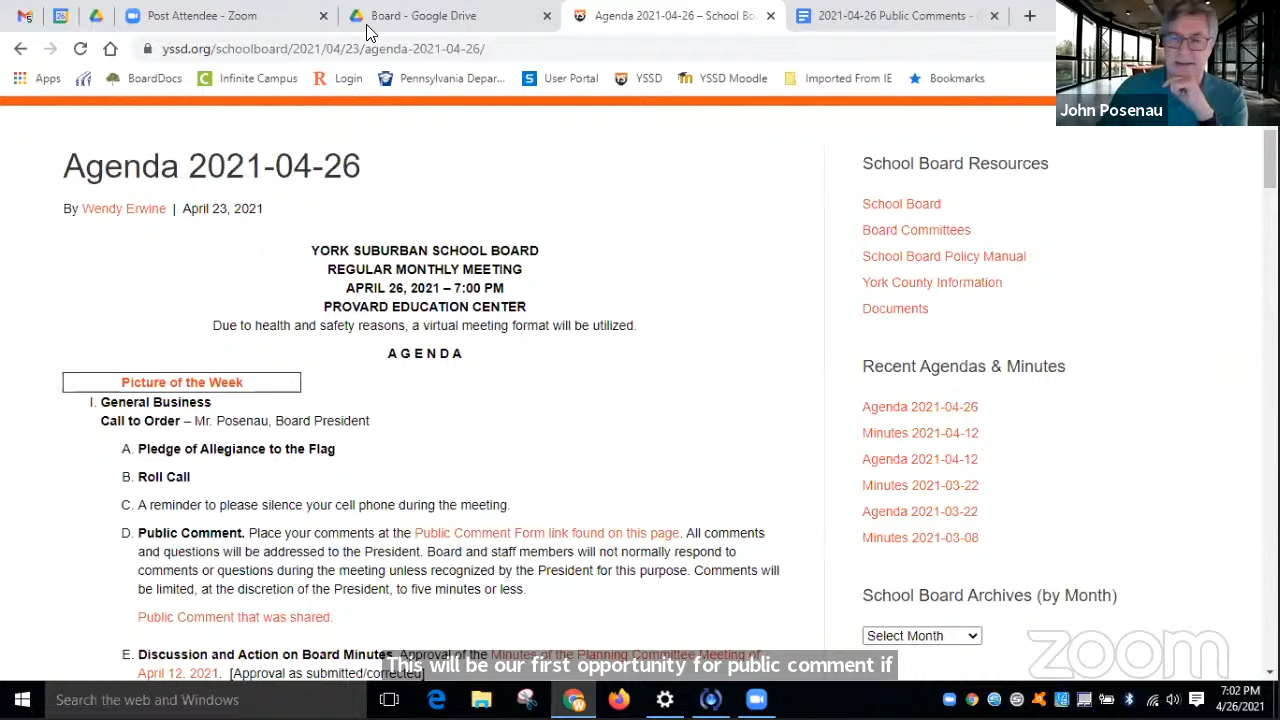 Post Attendee - Zoom
Board - Google Drive
Agenda 2021-04-26 – School Bo
2021-04-26 Public Comments -
yssd.org/schoolboard/2021/04/23/agenda-2021-04-26/
Apps
BoardDocs
Infinite Campus
Login
Pennsylvania Depar...
User Portal
YSSD
YSSD Moodle
Imported From IE
Bookmarks
John Posenau
Agenda 2021-04-26
By Wendy Erwine | April 23, 2021
YORK SUBURBAN SCHOOL BOARD
REGULAR MONTHLY MEETING
APRIL 26, 2021 – 7:00 PM
PROVARD EDUCATION CENTER
Due to health and safety reasons, a virtual meeting format will be utilized.
A G E N D A
Picture of the Week
I. General Business
Call to Order – Mr. Posenau, Board President
A. Pledge of Allegiance to the Flag
B. Roll Call
C. A reminder to please silence your cell phone during the meeting.
D. Public Comment. Place your comments at the Public Comment Form link found on this page. All comments
and questions will be addressed to the President. Board and staff members will not normally respond to
comments or questions during the meeting unless recognized by the President for this purpose. Comments will
be limited, at the discretion of the President, to five minutes or less.
Public Comment that was shared.
E. Discussion and Action on Board Minutes. Approval of the Minutes of the Planning Committee Meeting of
April 12, 2021. [Approval as submitted/corrected]
School Board Resources
School Board
Board Committees
School Board Policy Manual
York County Information
Documents
Recent Agendas & Minutes
Agenda 2021-04-26
Minutes 2021-04-12
Agenda 2021-04-12
Minutes 2021-03-22
Agenda 2021-03-22
Minutes 2021-03-08
School Board Archives (by Month)
Select Month
zoom
This will be our first opportunity for public comment if
Search the web and Windows
7:02 PM
4/26/2021